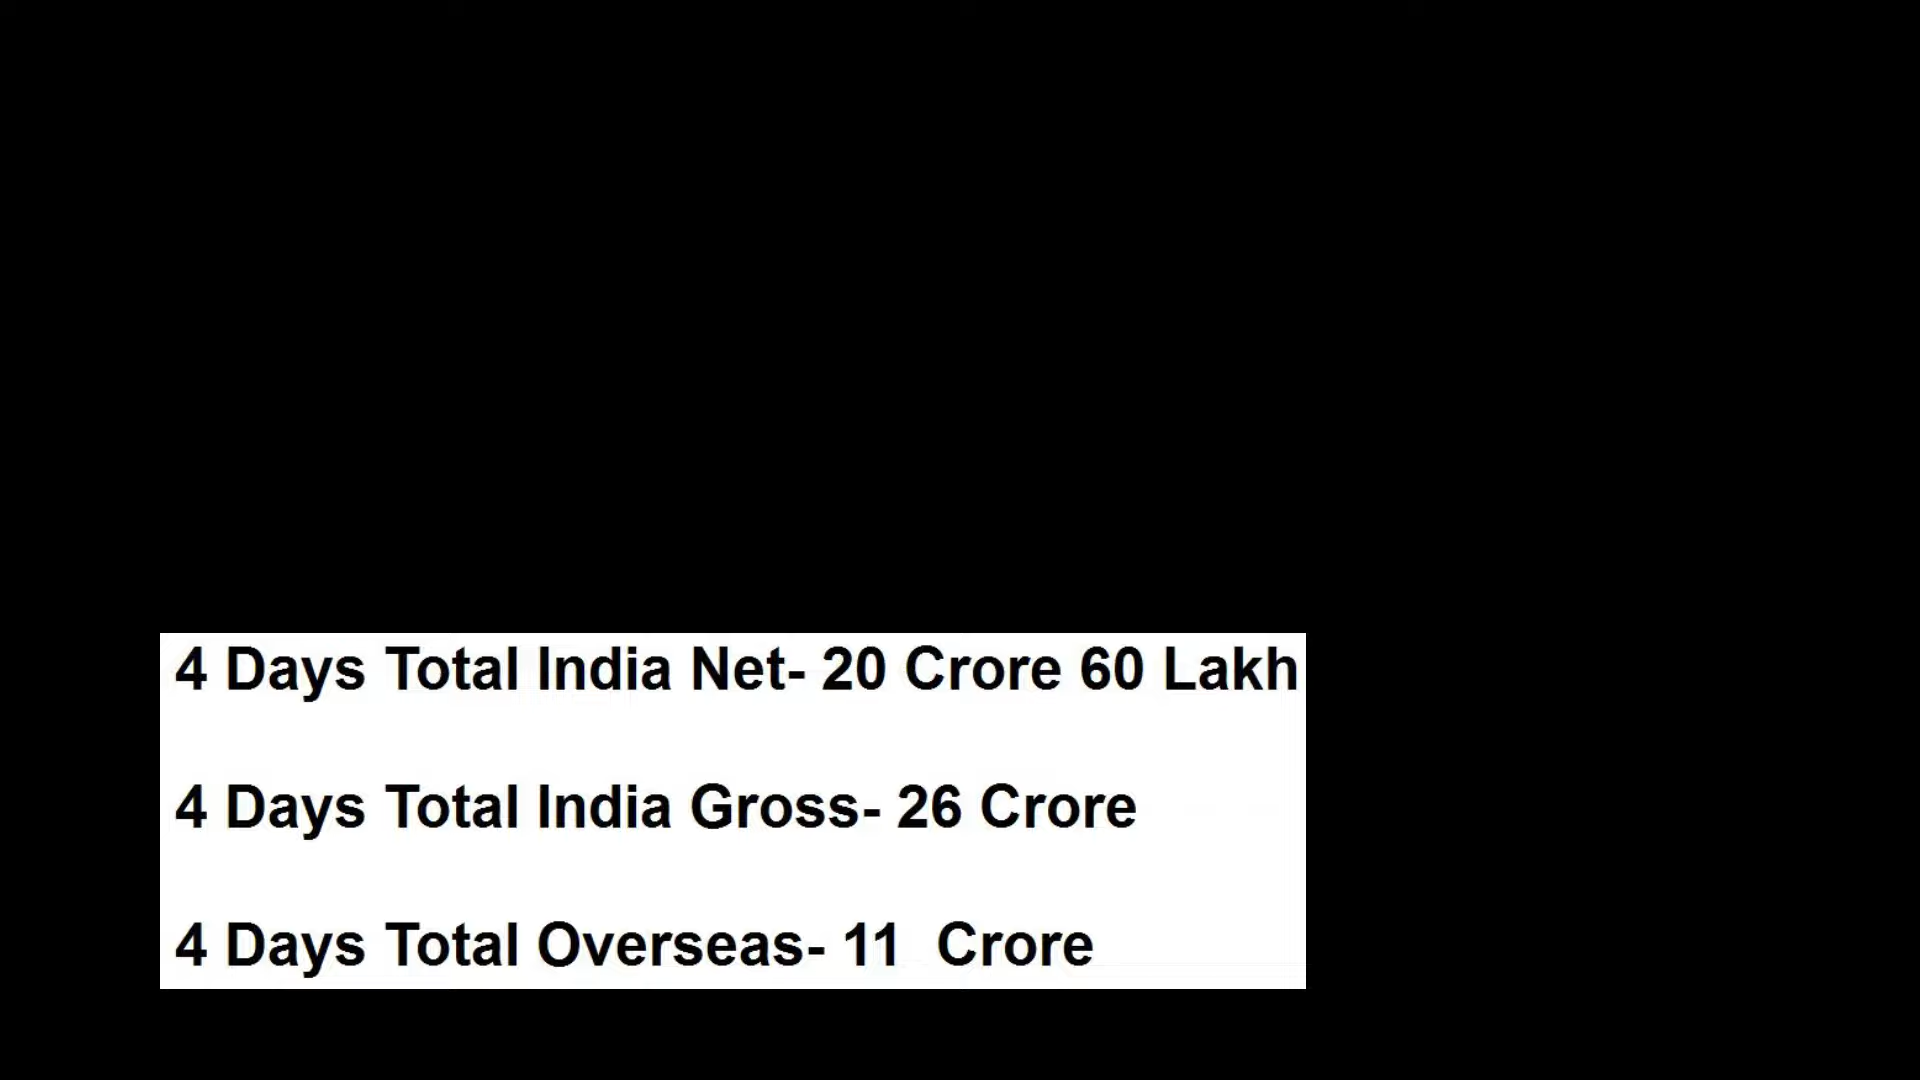 4 Days Total India Net- 20 Crore 60 Lakh
4 Days Total India Gross- 26 Crore
4 Days Total Overseas- 11 Crore